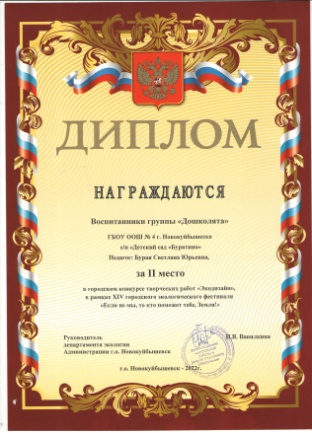 ДИПЛОМ
НАГРАЖДАЮТСЯ
Воспитанники группы «Дошколята»
ГБОУ ООШ № 4 г. Новокуйбышевска
с/п «Детский сад «Буратино»
Педагог: Бурая Светлана Юрьевна,
за II место
в городском конкурсе творческих работ «Экодизайн»,
в рамках XIV городского экологического фестиваля
«Если не мы, то кто поможет тебе, Земля!»
Руководитель
департамента экологии
Администрации г.о. Новокуйбышевск
г.о. Новокуйбышевск - 2022г.